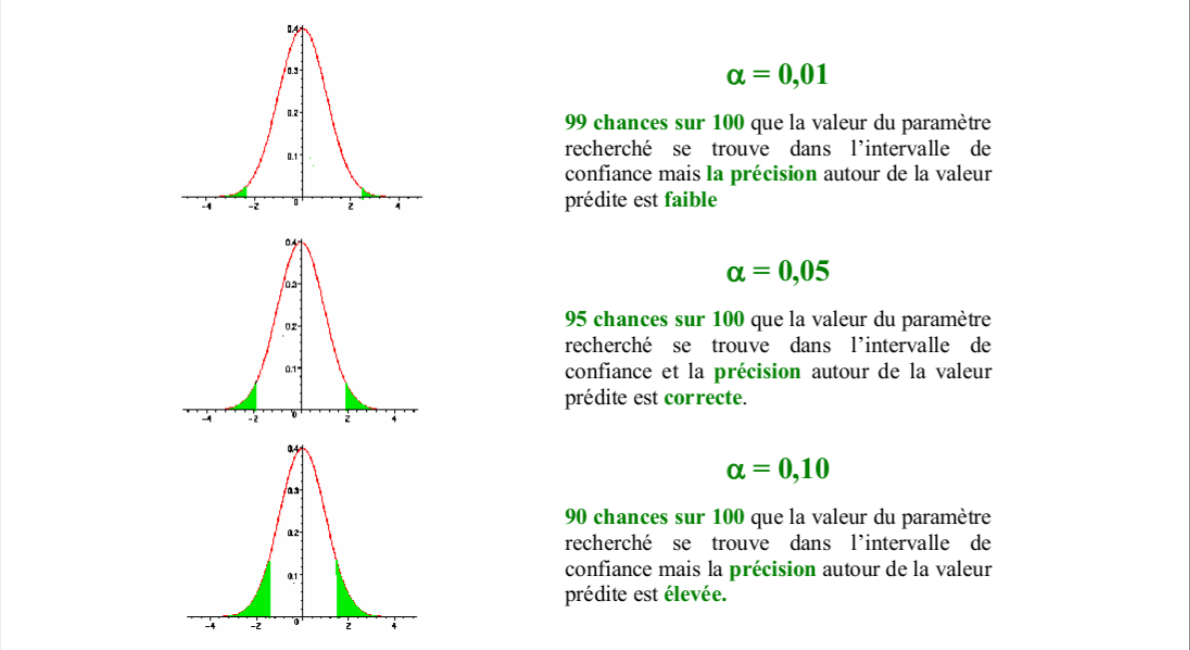 0.4
0.3
0.2
0.1
-4 -2 0 2 4
α = 0,01
99 chances sur 100 que la valeur du paramètre
recherché se trouve dans l’intervalle de
confiance mais la précision autour de la valeur
prédite est faible
0.4
0.3
0.2
0.1
-4 -2 0 2 4
α = 0,05
95 chances sur 100 que la valeur du paramètre
recherché se trouve dans l’intervalle de
confiance et la précision autour de la valeur
prédite est correcte.
0.4
0.3
0.2
0.1
-4 -2 0 2 4
α = 0,10
90 chances sur 100 que la valeur du paramètre
recherché se trouve dans l’intervalle de
confiance mais la précision autour de la valeur
prédite est élevée.